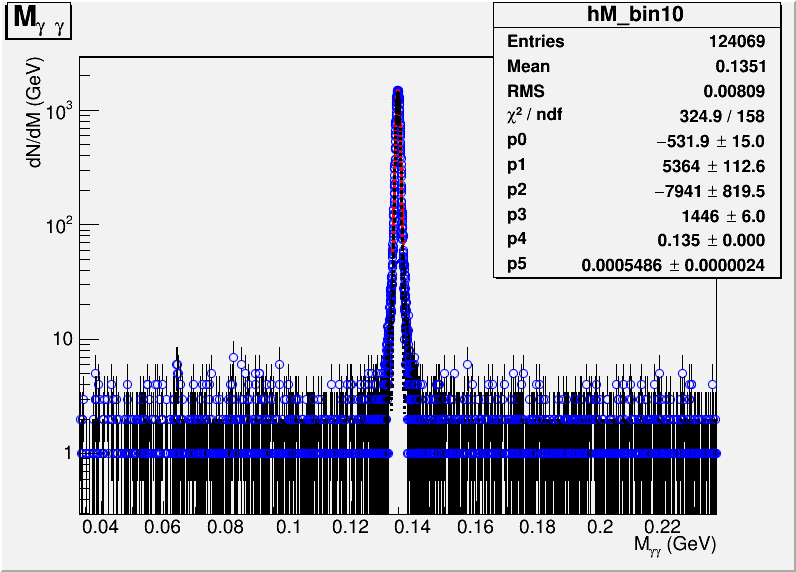 M γ γ
hM_bin10
Entries 124069
Mean 0.1351
RMS 0.00809
χ² / ndf 324.9 / 158
p0 −531.9 ± 15.0
p1 5364 ± 112.6
p2 −7941 ± 819.5
p3 1446 ± 6.0
p4 0.135 ± 0.000
p5 0.0005486 ± 0.0000024
dN/dM (GeV)
10³
10²
10
1
0.04 0.06 0.08 0.1 0.12 0.14 0.16 0.18 0.2 0.22
Mγγ (GeV)